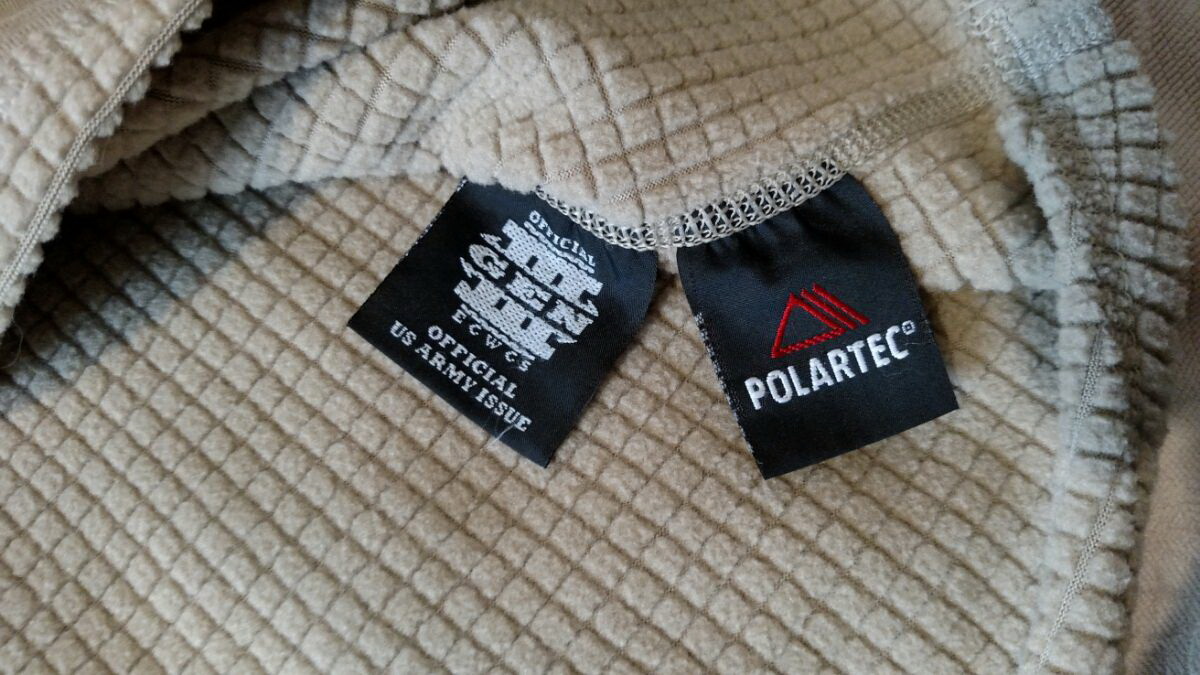 OFFICIAL
III
GEN
III
ECWCS
OFFICIAL
US ARMY ISSUE
POLARTEC®